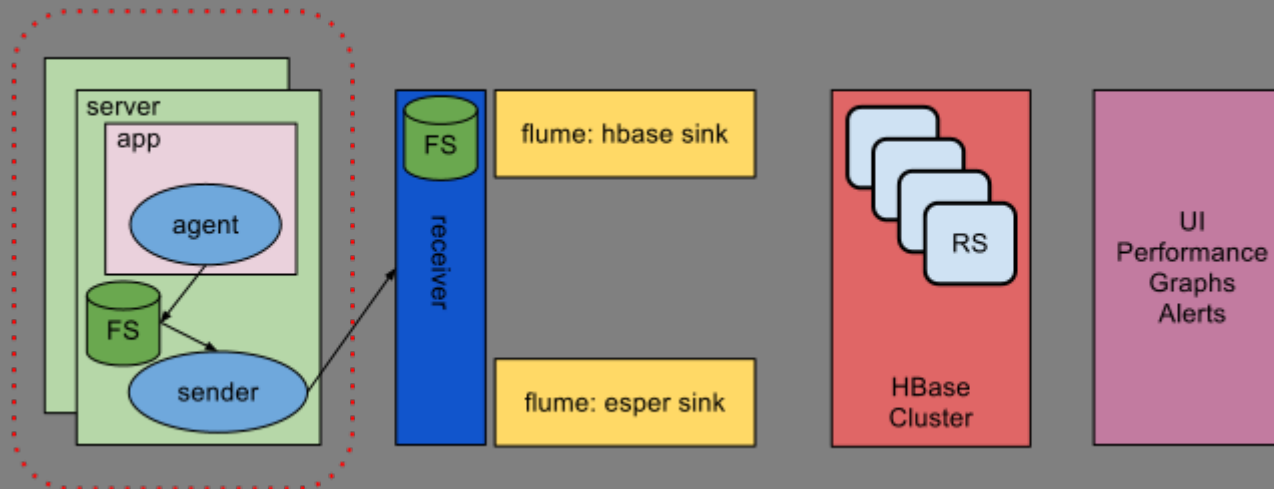 server
app
agent
FS
sender
FS
receiver
flume: hbase sink
flume: esper sink
RS
HBase
Cluster
UI
Performance
Graphs
Alerts